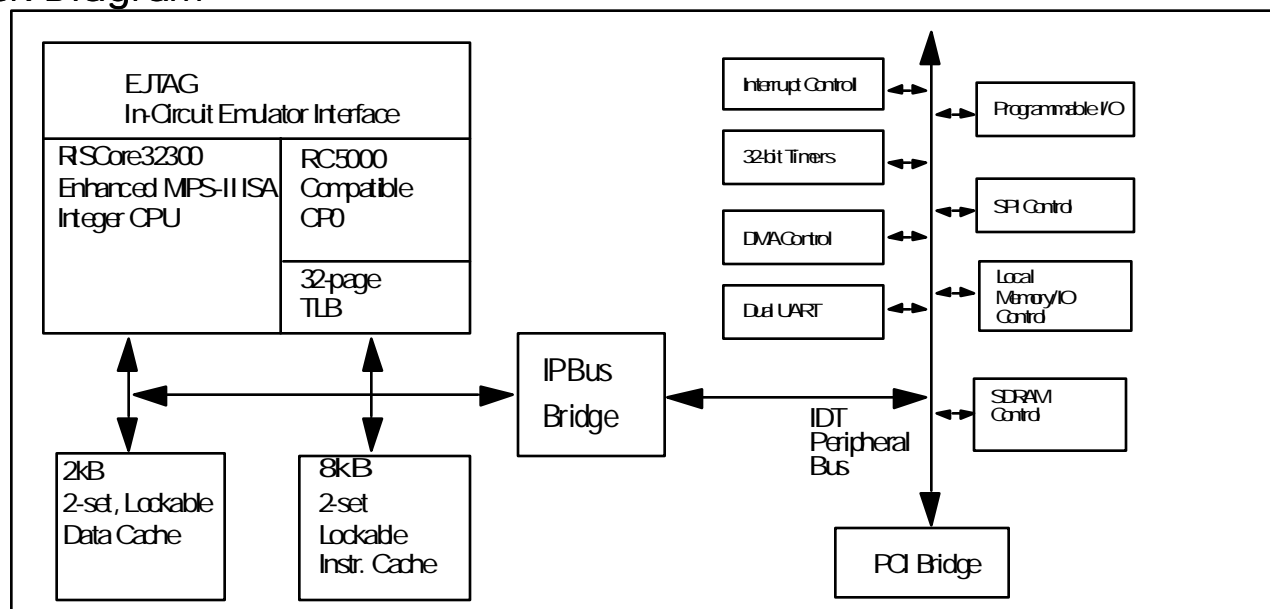 Diagram
EJTAG
In-Circuit Emulator Interface
RISCore32300
Enhanced MIPS-II ISA
Integer CPU
RC5000
Compatible
CP0
32-page
TLB
2kB
2-set, Lockable
Data Cache
8kB
2-set
Lockable
Instr. Cache
IPBus
Bridge
IDT
Peripheral
Bus
Interrupt Control
32-bit Timers
DMA Control
Dual UART
Programmable I/O
SPI Control
Local
Memory/IO
Control
SDRAM
Control
PCI Bridge